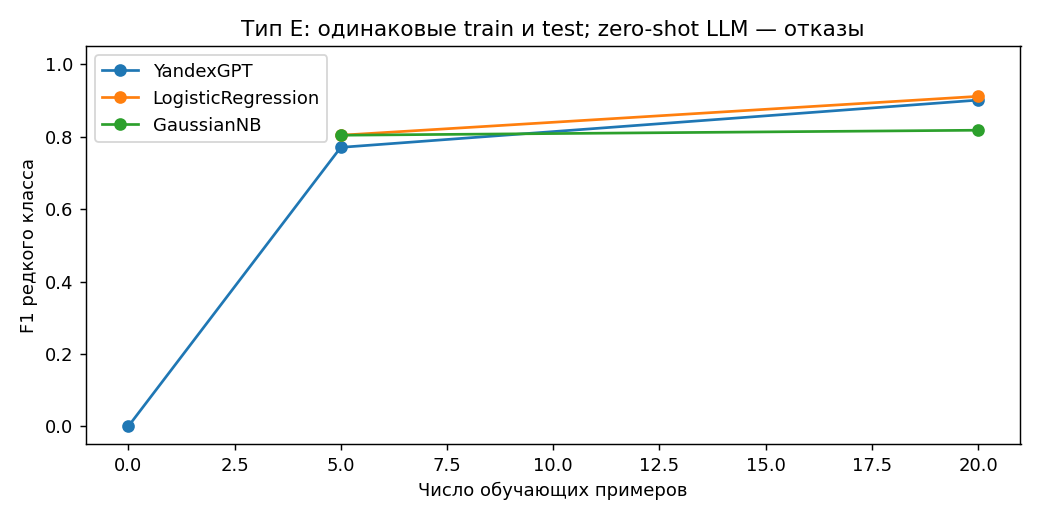 Тип E: одинаковые train и test; zero-shot LLM — отказы
YandexGPT
LogisticRegression
GaussianNB
F1 редкого класса
1.0
0.8
0.6
0.4
0.2
0.0
0.0 2.5 5.0 7.5 10.0 12.5 15.0 17.5 20.0
Число обучающих примеров